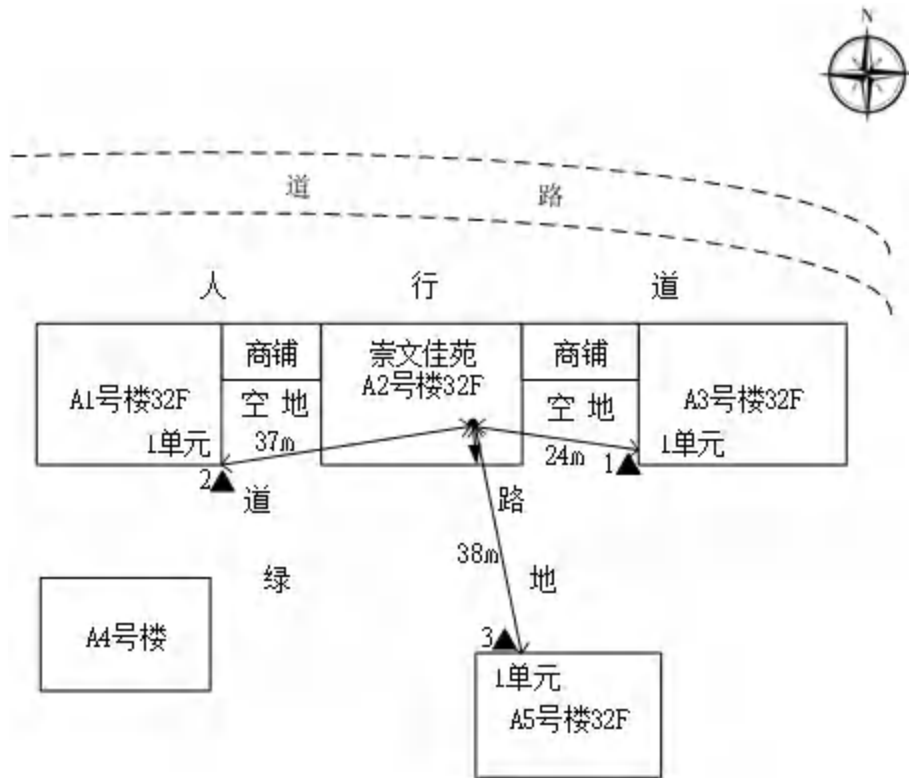 N
道 路
人 行 道
商铺 崇文佳苑 商铺
A1号楼32F A2号楼32F A3号楼32F
空地 空地
1单元 37m 24m 1 1单元
2 道 路
38m
绿 地
A4号楼
3
1单元
A5号楼32F